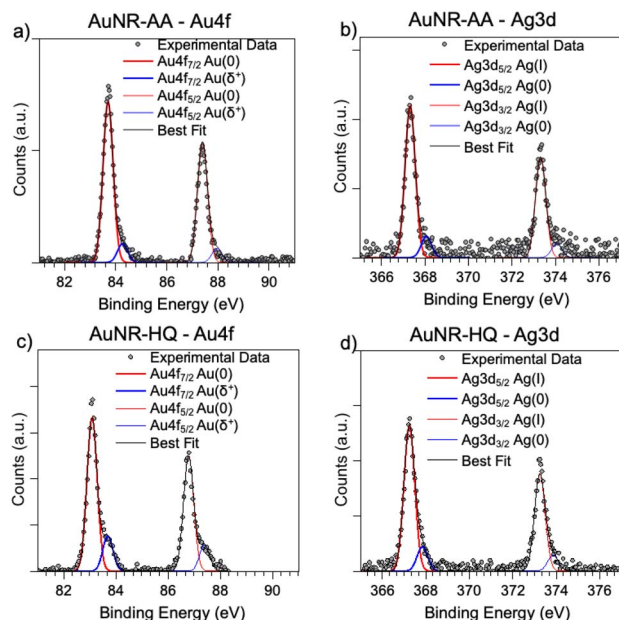 AuNR-AA - Au4f
a)
Experimental Data
Au4f7/2 Au(0)
Au4f7/2 Au(δ+)
Au4f5/2 Au(0)
Au4f5/2 Au(δ+)
Best Fit
Counts (a.u.)
82 84 86 88 90
Binding Energy (eV)
AuNR-AA - Ag3d
b)
Experimental Data
Ag3d5/2 Ag(I)
Ag3d5/2 Ag(0)
Ag3d3/2 Ag(I)
Ag3d3/2 Ag(0)
Best Fit
Counts (a.u.)
366 368 370 372 374 376
Binding Energy (eV)
AuNR-HQ - Au4f
c)
Experimental Data
Au4f7/2 Au(0)
Au4f7/2 Au(δ+)
Au4f5/2 Au(0)
Au4f5/2 Au(δ+)
Best Fit
Counts (a.u.)
82 84 86 88 90
Binding Energy (eV)
AuNR-HQ - Ag3d
d)
Experimental Data
Ag3d5/2 Ag(I)
Ag3d5/2 Ag(0)
Ag3d3/2 Ag(I)
Ag3d3/2 Ag(0)
Best Fit
Counts (a.u.)
366 368 370 372 374 376
Binding Energy (eV)